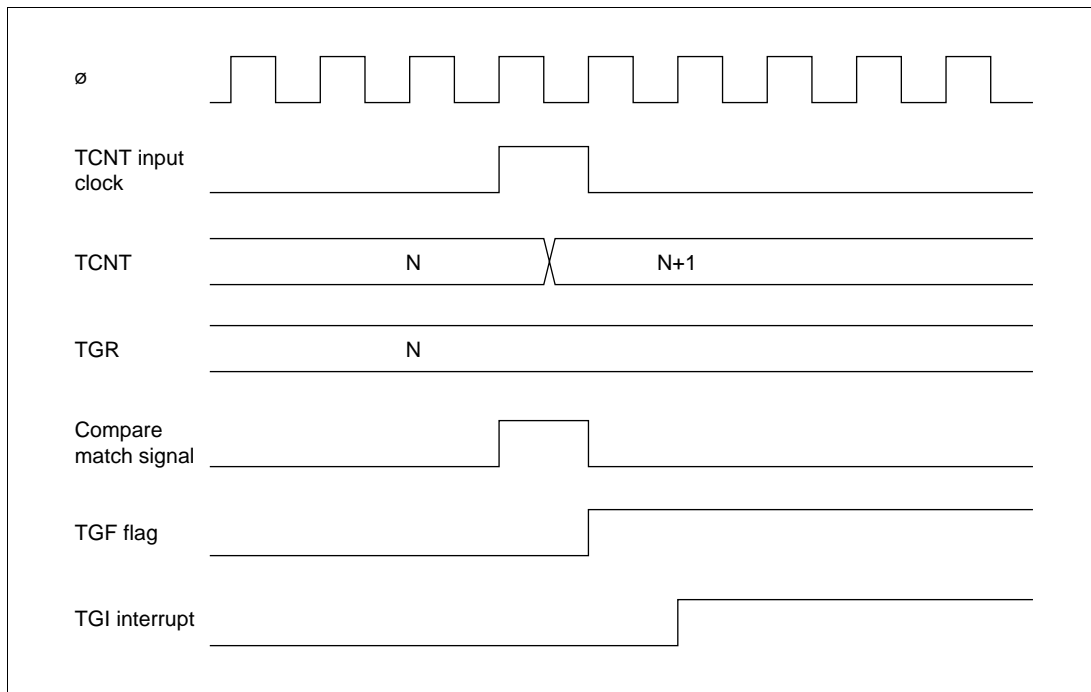 ø
TCNT input
clock
TCNT
N
N+1
TGR
N
Compare
match signal
TGF flag
TGI interrupt